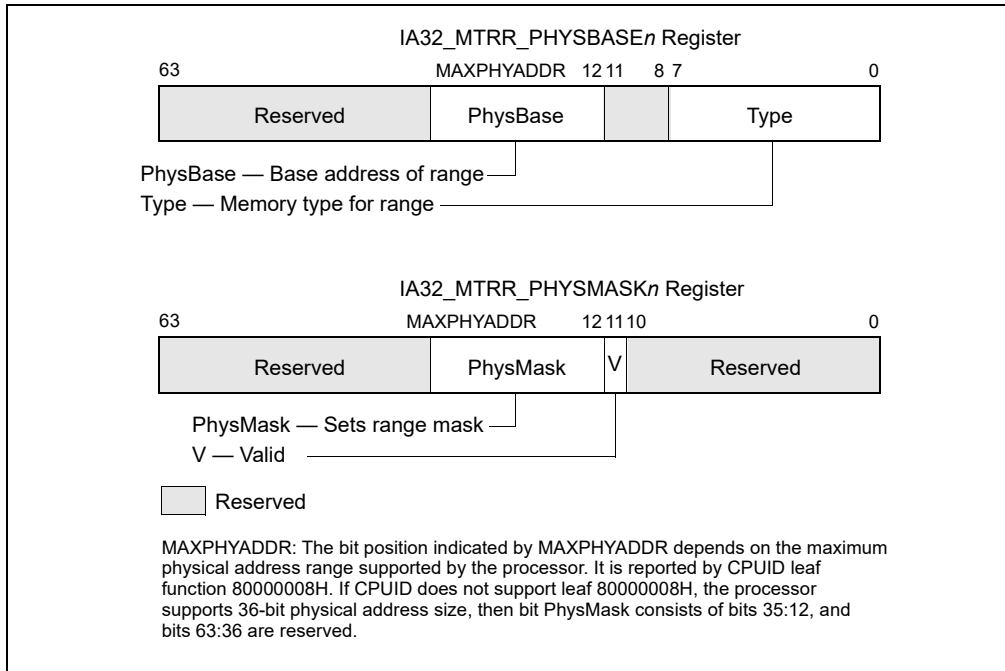 IA32_MTRR_PHYSBASEn Register
63 MAXPHYADDR 12 11 8 7 0
Reserved PhysBase Type
PhysBase — Base address of range
Type — Memory type for range
IA32_MTRR_PHYSMASKn Register
63 MAXPHYADDR 12 11 10 0
Reserved PhysMask V Reserved
PhysMask — Sets range mask
V — Valid
Reserved
MAXPHYADDR: The bit position indicated by MAXPHYADDR depends on the maximum
physical address range supported by the processor. It is reported by CPUID leaf
function 80000008H. If CPUID does not support leaf 80000008H, the processor
supports 36-bit physical address size, then bit PhysMask consists of bits 35:12, and
bits 63:36 are reserved.